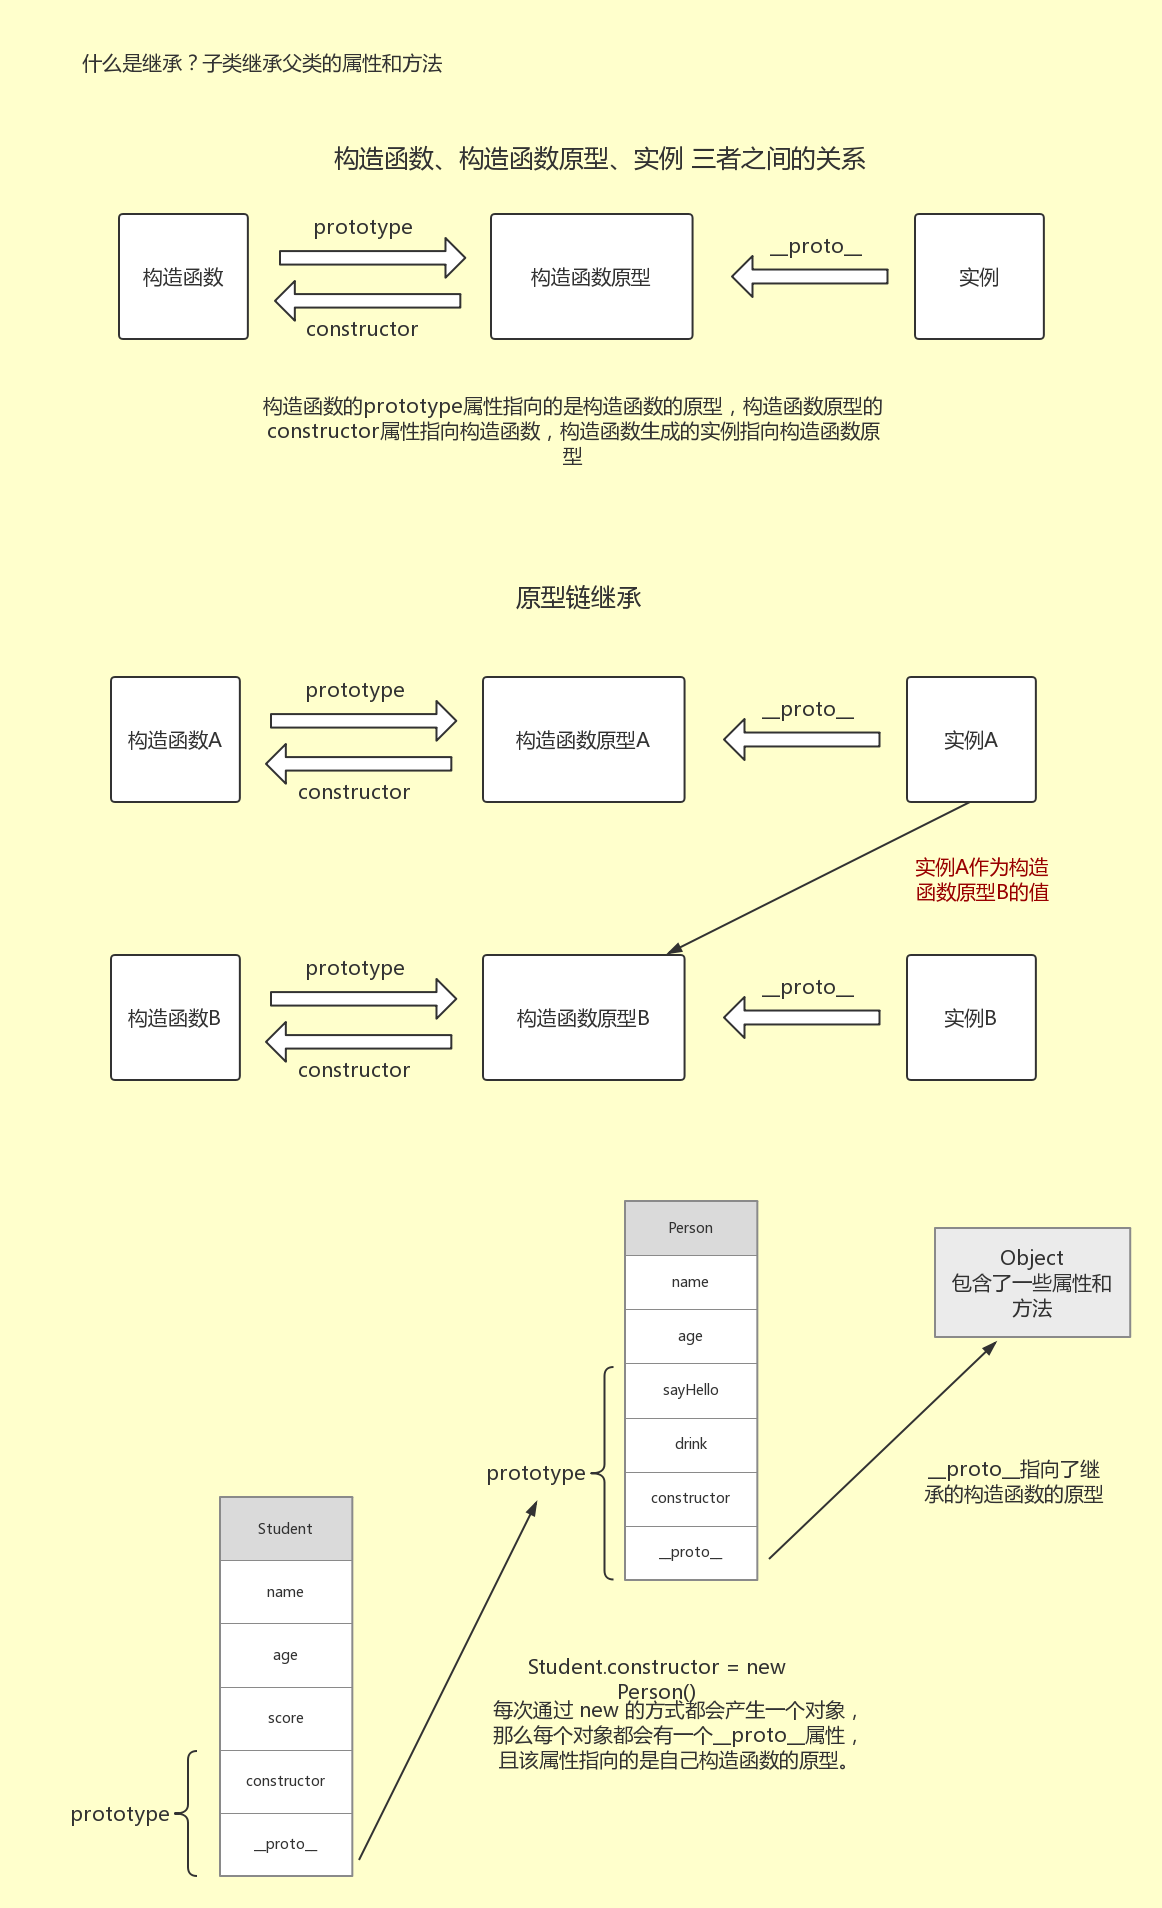 什么是继承？子类继承父类的属性和方法
构造函数、构造函数原型、实例 三者之间的关系
prototype
__proto__
构造函数
构造函数原型
实例
constructor
构造函数的prototype属性指向的是构造函数的原型，构造函数原型的
constructor属性指向构造函数，构造函数生成的实例指向构造函数原
型
原型链继承
prototype
__proto__
构造函数A
构造函数原型A
实例A
constructor
实例A作为构造
函数原型B的值
prototype
__proto__
构造函数B
构造函数原型B
实例B
constructor
Person
name
age
sayHello
drink
constructor
__proto__
prototype
Object
包含了一些属性和
方法
__proto__指向了继
承的构造函数的原型
Student
name
age
score
constructor
__proto__
prototype
Student.constructor = new
Person()
每次通过 new 的方式都会产生一个对象，
那么每个对象都会有一个__proto__属性，
且该属性指向的是自己构造函数的原型。